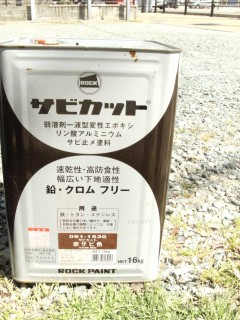 ROCK
サビカット®
弱溶剤一液型変性エポキシ
リン酸アルミニウム
サビ止メ塗料
速乾性・高防食性
幅広い下地適性
鉛・クロム フリー
用途
鉄・トタン・ステンレス
061-1830
赤サビ色
ROCK PAINT
NET 16kg